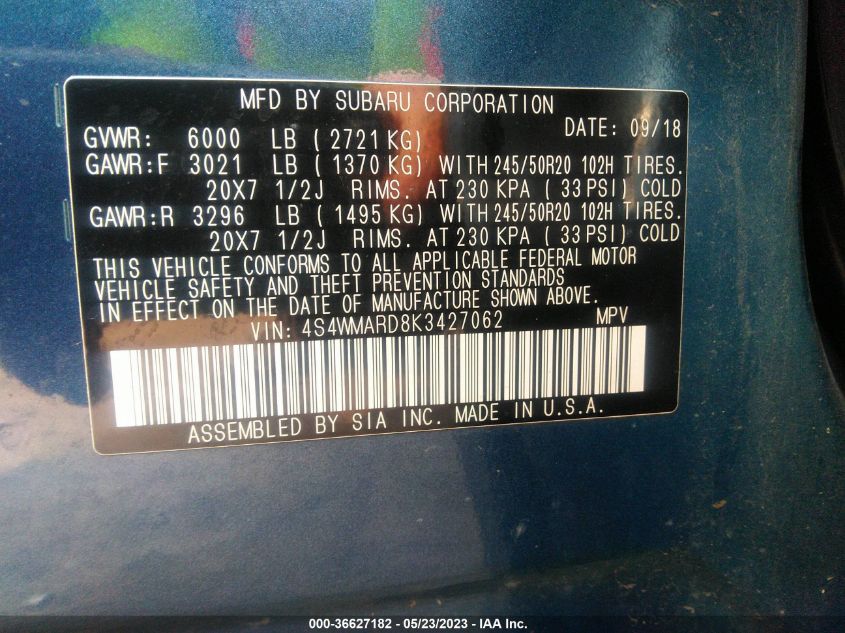 MFD BY SUBARU CORPORATION
DATE: 09/18
GVWR: 6000 LB ( 2721 KG)
GAWR:F 3021 LB ( 1370 KG) WITH 245/50R20 102H TIRES.
20X7 1/2J RIMS. AT 230 KPA ( 33 PSI) COLD
GAWR:R 3296 LB ( 1495 KG) WITH 245/50R20 102H TIRES.
20X7 1/2J RIMS. AT 230 KPA ( 33 PSI) COLD
THIS VEHICLE CONFORMS TO ALL APPLICABLE FEDERAL MOTOR
VEHICLE SAFETY AND THEFT PREVENTION STANDARDS
IN EFFECT ON THE DATE OF MANUFACTURE SHOWN ABOVE.
VIN: 4S4WMARD8K3427062 MPV
ASSEMBLED BY SIA INC. MADE IN U.S.A.
000-36627182 - 05/23/2023 - IAA Inc.